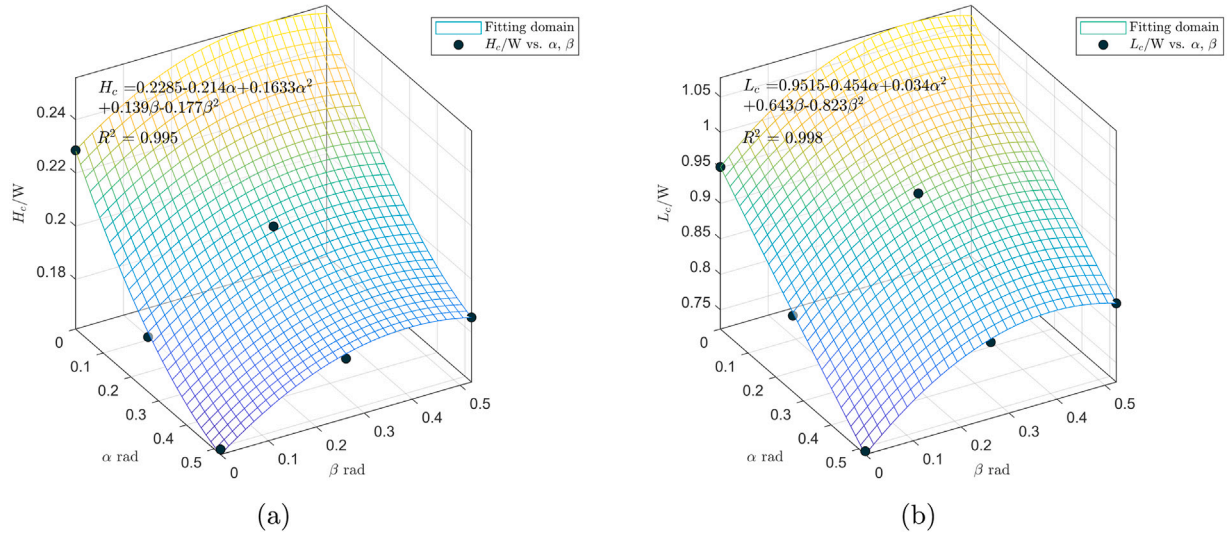 Fitting domain
H_c/W vs. α, β
H_c =0.2285-0.214α+0.1633α²
+0.139β-0.177β²
R² = 0.995
0.24
0.22
0.2
0.18
H_c/W
0
0.1
0.2
0.3
0.4
0.5
α rad
0
0.1
0.2
0.3
0.4
0.5
β rad
(a)
Fitting domain
L_c/W vs. α, β
L_c =0.9515-0.454α+0.034α²
+0.643β-0.823β²
R² = 0.998
1.05
1
0.95
0.9
0.85
0.8
0.75
L_c/W
0
0.1
0.2
0.3
0.4
0.5
α rad
0
0.1
0.2
0.3
0.4
0.5
β rad
(b)